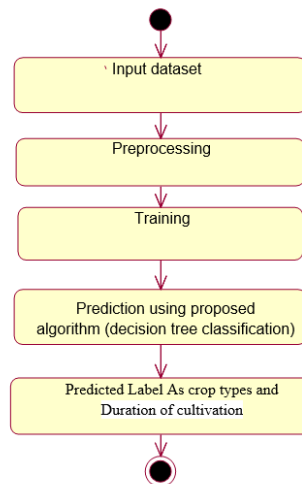 Input dataset
Preprocessing
Training
Prediction using proposed
algorithm (decision tree classification)
Predicted Label As crop types and
Duration of cultivation